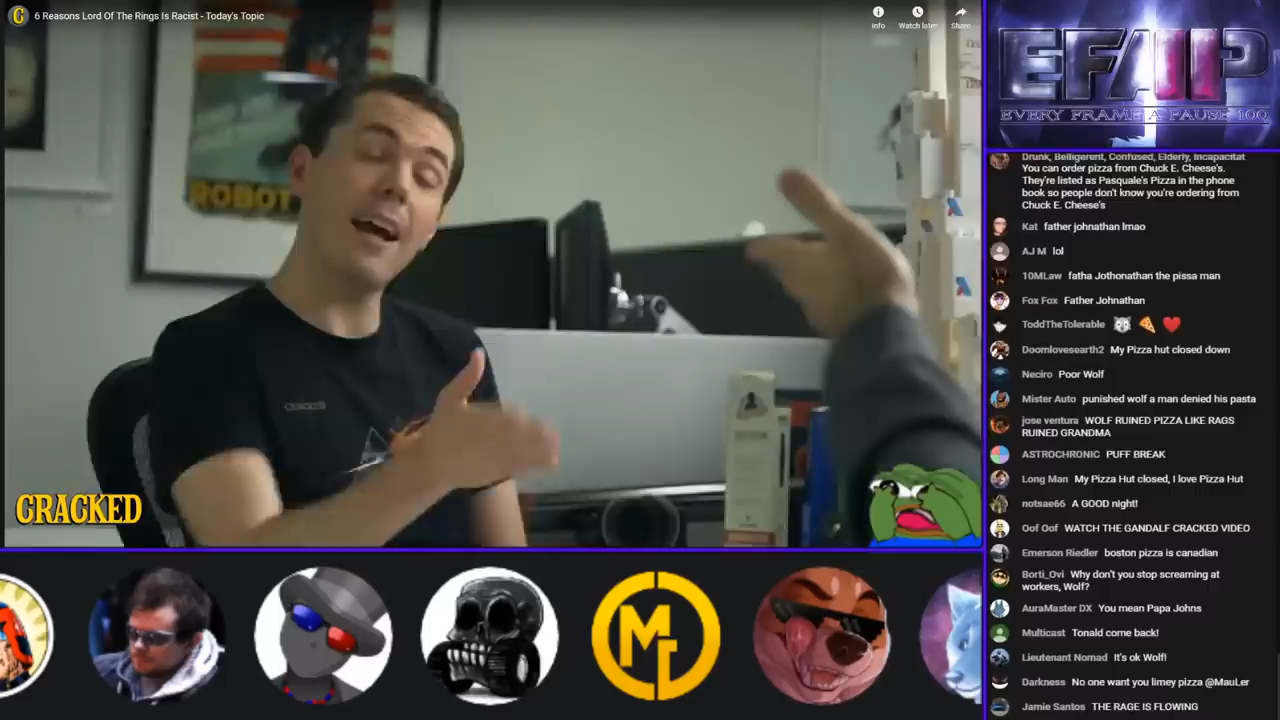 6 Reasons Lord Of The Rings Is Racist - Today's Topic
Info
Watch later
Share
ROBOT
CRACKED
EFAP
EVERY FRAME A PAUSE 100
Drunk, Belligerent, Confused, Elderly, Incapacitat
You can order pizza from Chuck E. Cheese's.
They're listed as Pasquale's Pizza in the phone
book so people don't know you're ordering from
Chuck E. Cheese's
Kat father johnathan lmao
AJ M lol
10MLaw fatha Jothonathan the pissa man
Fox Fox Father Johnathan
ToddTheTolerable
Doomlovesearth2 My Pizza hut closed down
Neciro Poor Wolf
Mister Auto punished wolf a man denied his pasta
jose ventura WOLF RUINED PIZZA LIKE RAGS
RUINED GRANDMA
ASTROCHRONIC PUFF BREAK
Long Man My Pizza Hut closed, I love Pizza Hut
notsae66 A GOOD night!
Oof Oof WATCH THE GANDALF CRACKED VIDEO
Emerson Riedler boston pizza is canadian
Borti_Ovi Why don't you stop screaming at
workers, Wolf?
AuraMaster DX You mean Papa Johns
Multicast Tonald come back!
Lieutenant Nomad It's ok Wolf!
Darkness No one want you limey pizza @MauLer
Jamie Santos THE RAGE IS FLOWING